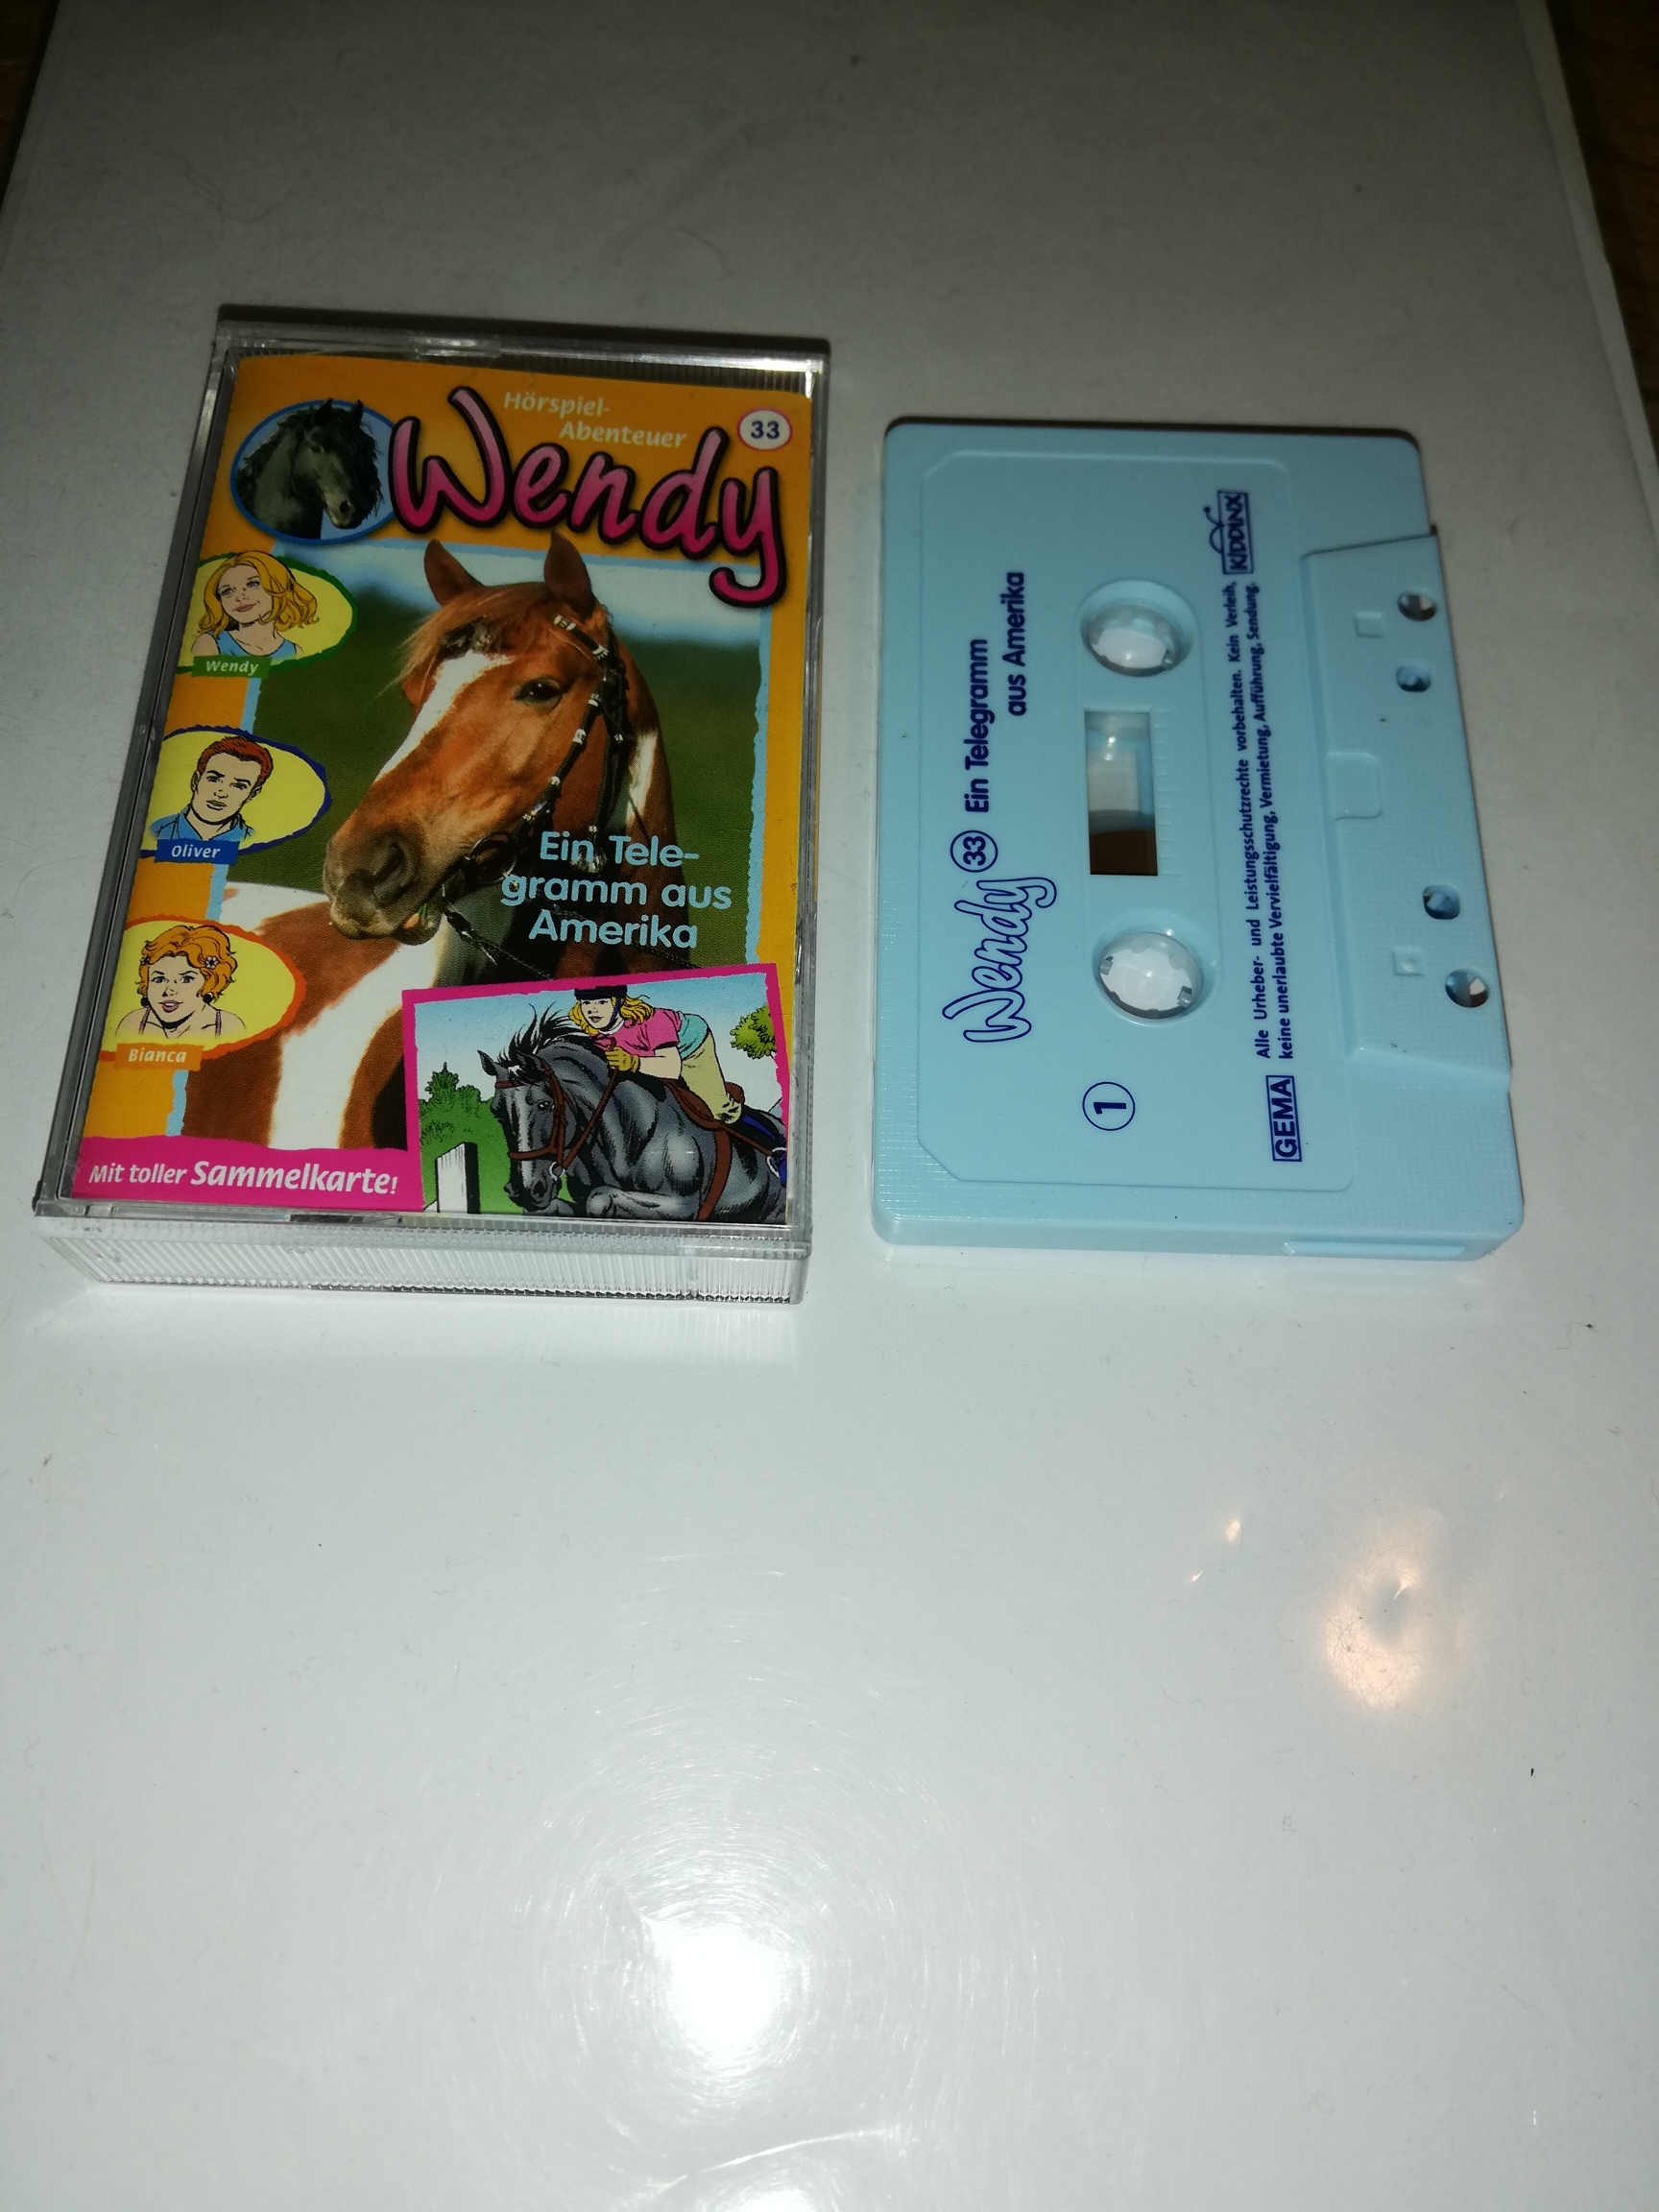 Hörspiel-
Abenteuer
33
Wendy
Wendy
Oliver
Bianca
Ein Tele-
gramm aus
Amerika
Mit toller Sammelkarte!
Wendy 33 Ein Telegramm
aus Amerika
1
Alle Urheber- und Leistungsschutzrechte vorbehalten. Kein Verleih,
keine unerlaubte Vervielfältigung, Vermietung, Aufführung, Sendung.
GEMA
KIDDINX